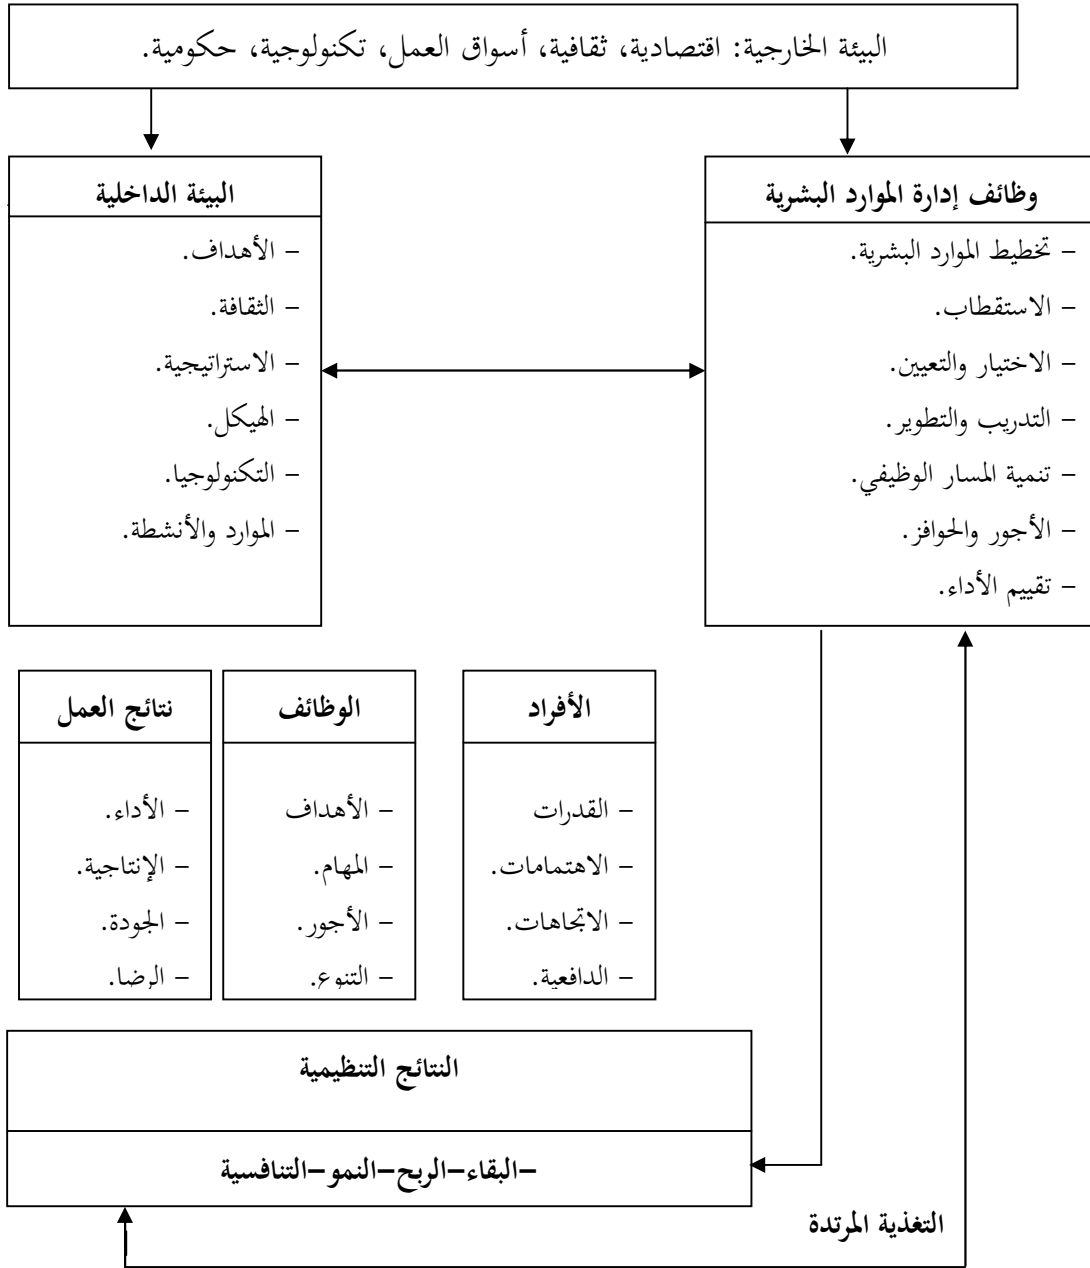 البيئة الخارجية: اقتصادية، ثقافية، أسواق العمل، تكنولوجية، حكومية.
وظائف إدارة الموارد البشرية
– تخطيط الموارد البشرية.
– الاستقطاب.
– الاختيار والتعيين.
– التدريب والتطوير.
– تنمية المسار الوظيفي.
– الأجور والحوافز.
– تقييم الأداء.
البيئة الداخلية
– الأهداف.
– الثقافة.
– الاستراتيجية.
– الهيكل.
– التكنولوجيا.
– الموارد والأنشطة.
الأفراد
– القدرات
– الاهتمامات.
– الاتجاهات.
– الدافعية.
الوظائف
– الأهداف
– المهام.
– الأجور.
– التنوع.
نتائج العمل
– الأداء.
– الإنتاجية.
– الجودة.
– الرضا.
النتائج التنظيمية
–البقاء–الربح–النمو–التنافسية
التغذية المرتدة